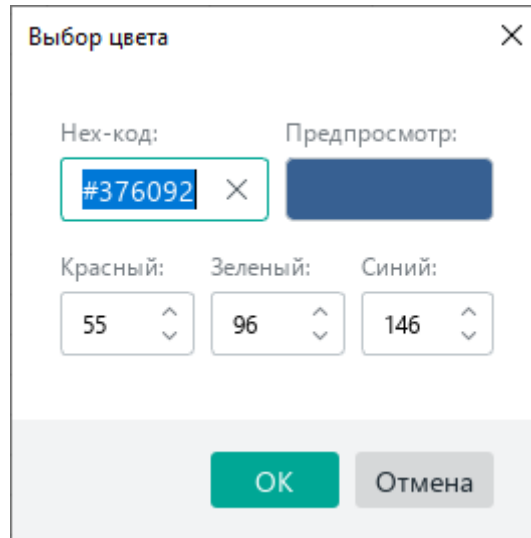 Выбор цвета
Hex-код: Предпросмотр:
#376092
Красный: Зеленый: Синий:
55 96 146
OK Отмена